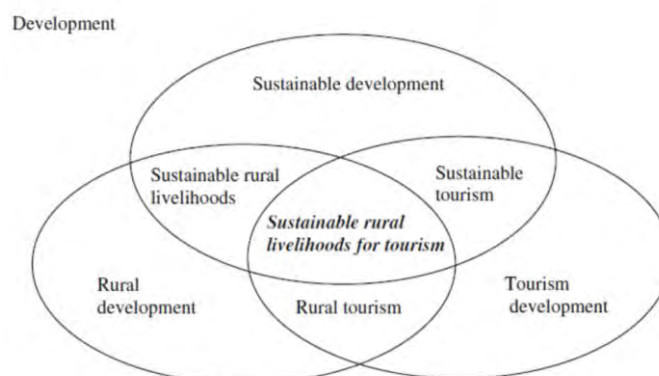 Development
Sustainable development
Sustainable rural
livelihoods
Sustainable
tourism
Sustainable rural
livelihoods for tourism
Rural
development
Rural tourism
Tourism
development